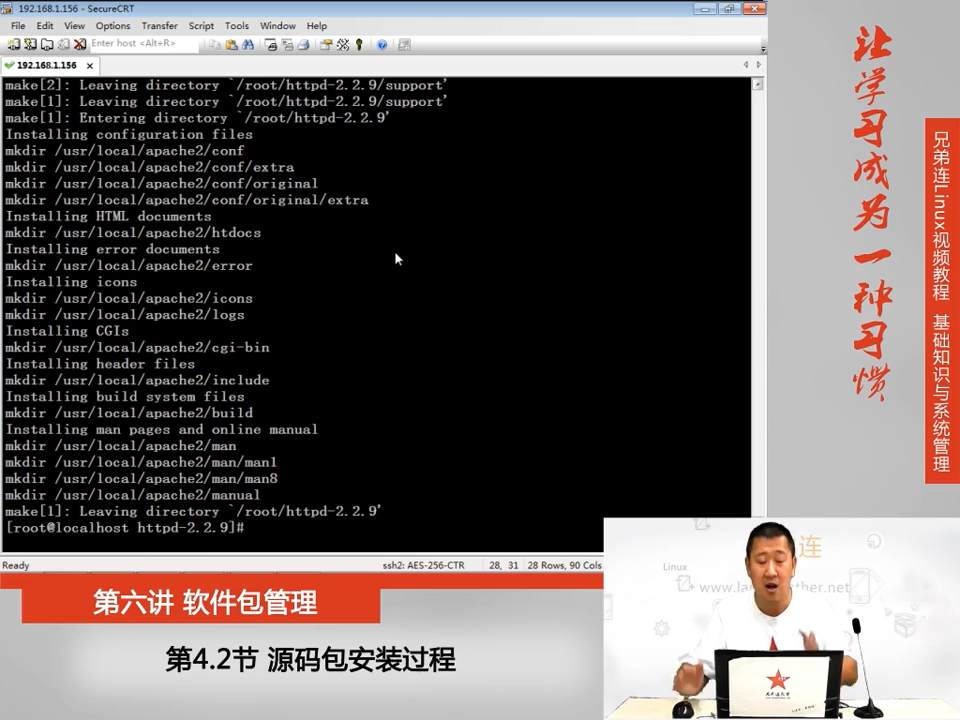 192.168.1.156 - SecureCRT
File Edit View Options Transfer Script Tools Window Help
Enter host <Alt+R>
192.168.1.156
make[2]: Leaving directory `/root/httpd-2.2.9/support'
make[1]: Leaving directory `/root/httpd-2.2.9/support'
make[1]: Entering directory `/root/httpd-2.2.9'
Installing configuration files
mkdir /usr/local/apache2/conf
mkdir /usr/local/apache2/conf/extra
mkdir /usr/local/apache2/conf/original
mkdir /usr/local/apache2/conf/original/extra
Installing HTML documents
mkdir /usr/local/apache2/htdocs
Installing error documents
mkdir /usr/local/apache2/error
Installing icons
mkdir /usr/local/apache2/icons
mkdir /usr/local/apache2/logs
Installing CGIs
mkdir /usr/local/apache2/cgi-bin
Installing header files
mkdir /usr/local/apache2/include
Installing build system files
mkdir /usr/local/apache2/build
Installing man pages and online manual
mkdir /usr/local/apache2/man
mkdir /usr/local/apache2/man/man1
mkdir /usr/local/apache2/man/man8
mkdir /usr/local/apache2/manual
make[1]: Leaving directory `/root/httpd-2.2.9'
[root@localhost httpd-2.2.9]#
Ready ssh2: AES-256-CTR 28, 31 28 Rows, 90 Cols
让学习成为一种习惯
兄弟连Linux视频教程 基础知识与系统管理
第六讲 软件包管理
第4.2节 源码包安装过程
连
Linux